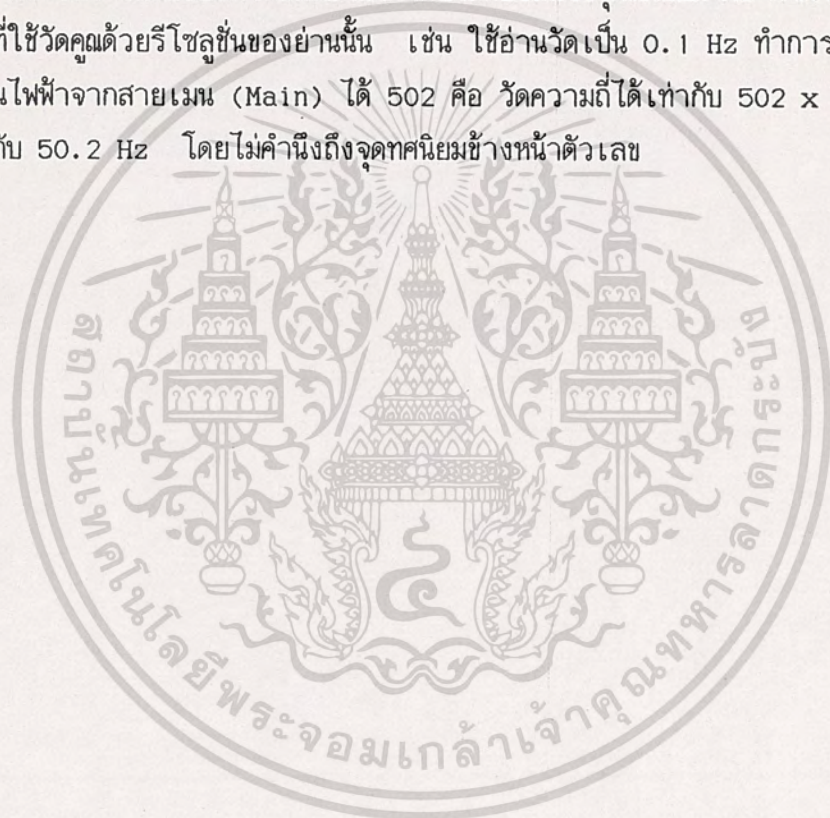 ที่ใช้วัดคูณด้วยรีโซลูชั่นของย่านนั้น เช่น ใช้อ่านวัดเป็น 0.1 Hz ทำการ
ไฟฟ้าจากสายเมน (Main) ได้ 502 คือ วัดความถี่ได้เท่ากับ 502 x
กับ 50.2 Hz โดยไม่คำนึงถึงจุดทศนิยมข้างหน้าตัวเลข
สถาบันเทคโนโลยีพระจอมเกล้าเจ้าคุณทหารลาดกระบัง